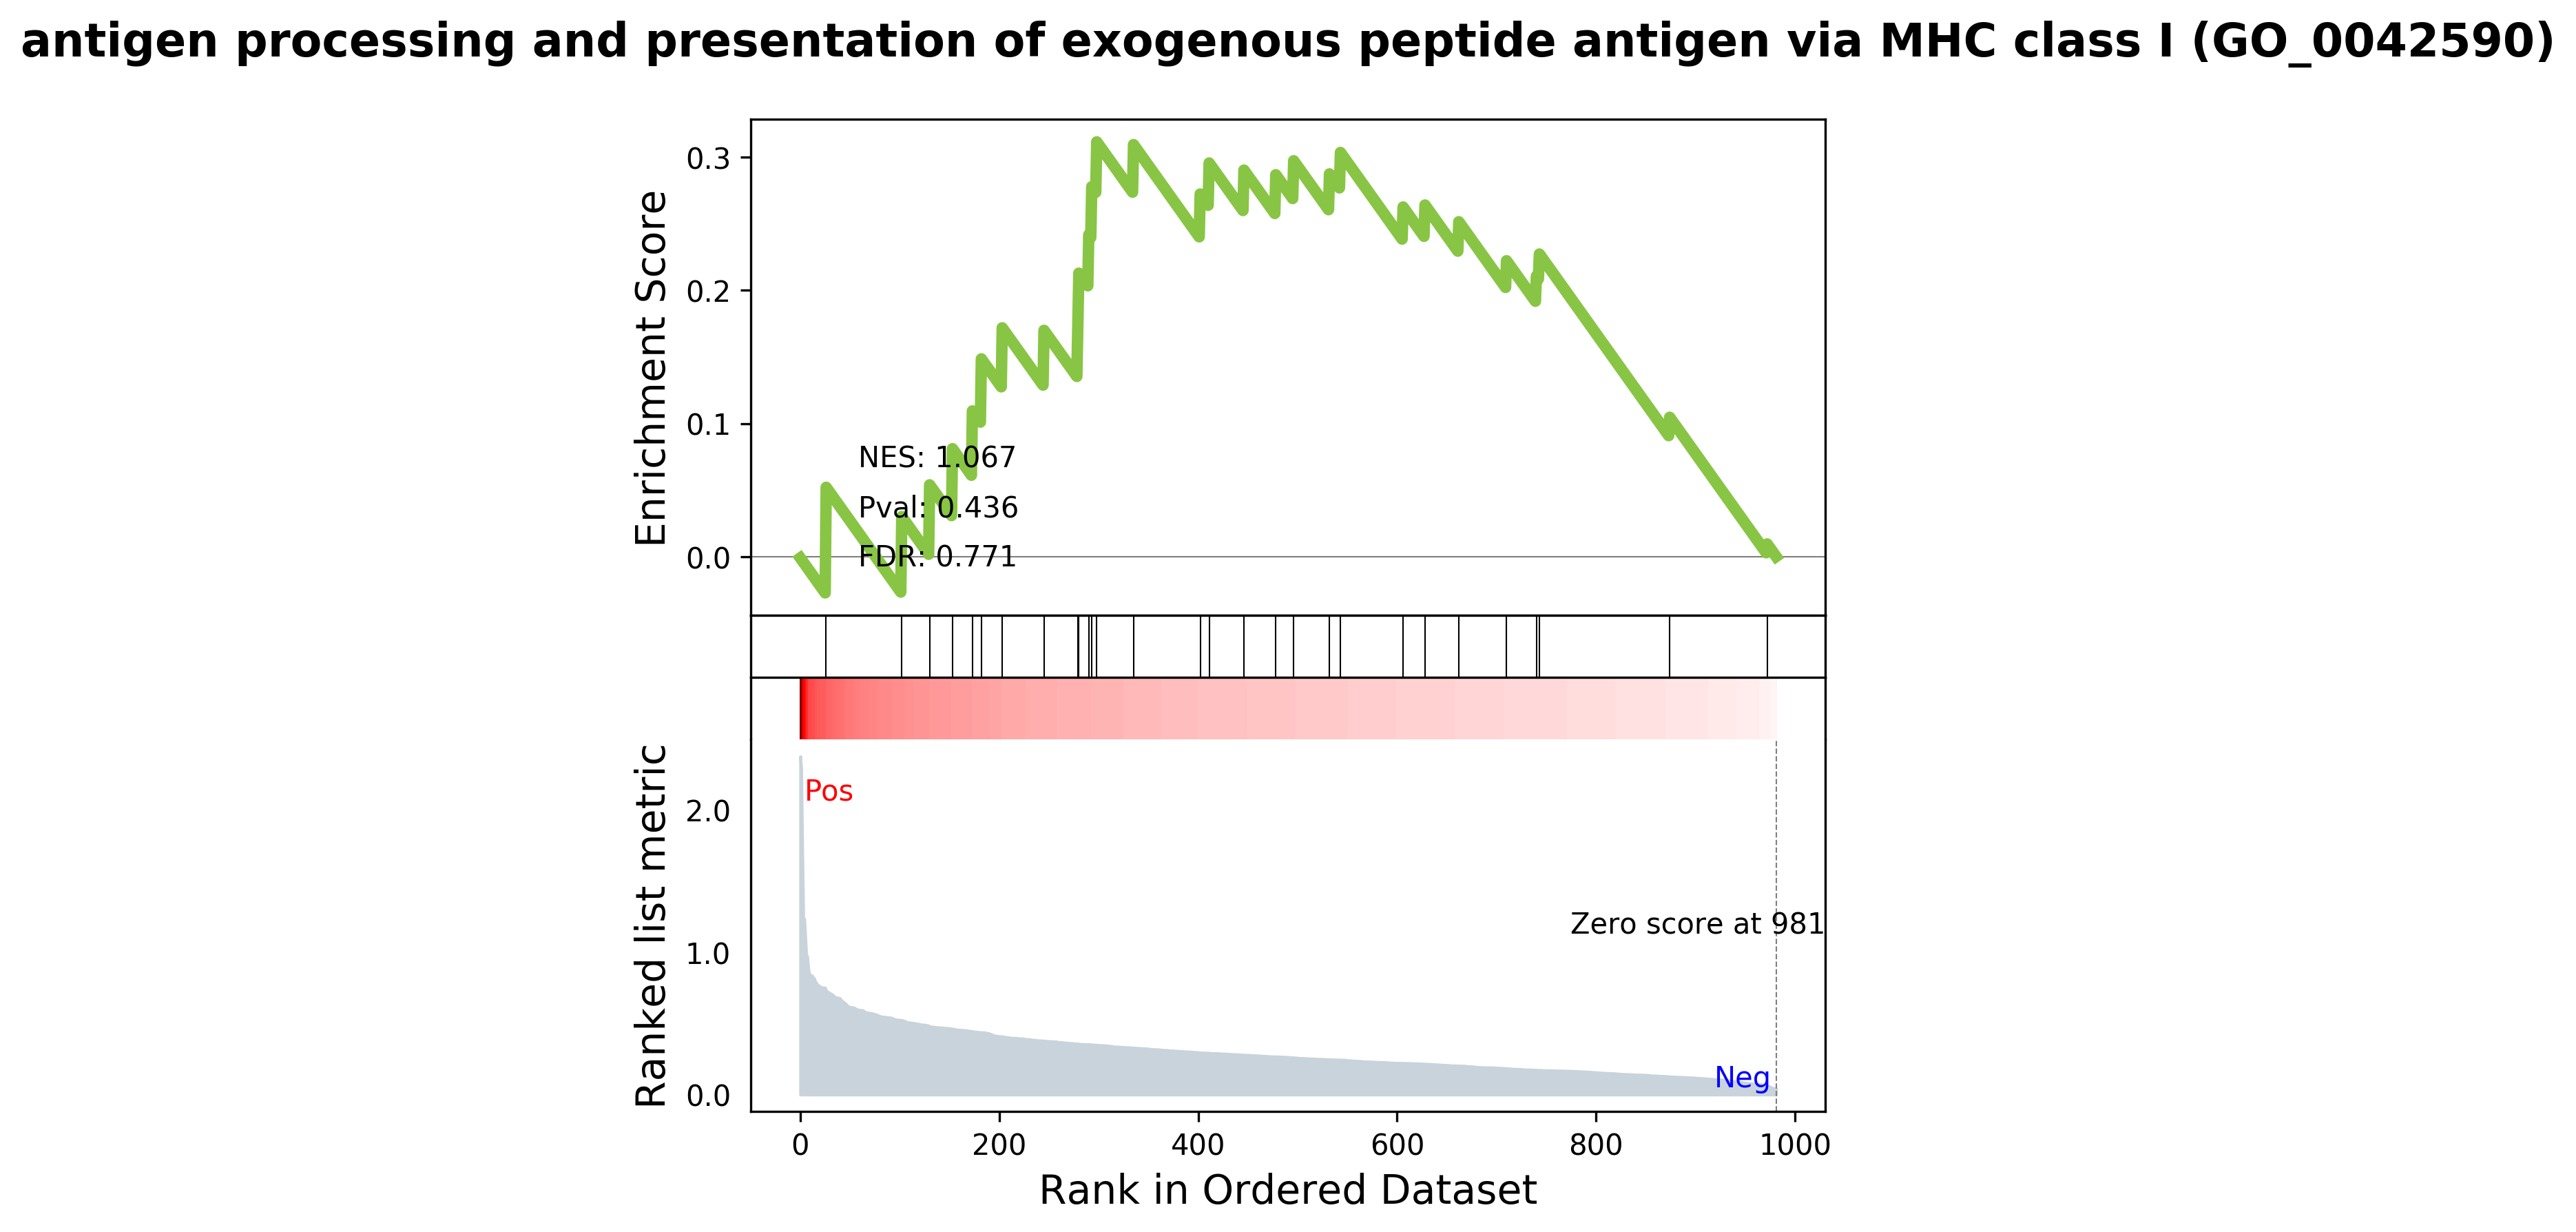 antigen processing and presentation of exogenous peptide antigen via MHC class I (GO_0042590)
Enrichment Score
0.3
0.2
0.1
0.0
NES: 1.067
Pval: 0.436
FDR: 0.771
Ranked list metric
2.0
1.0
0.0
Pos
Zero score at 981
Neg
0 200 400 600 800 1000
Rank in Ordered Dataset